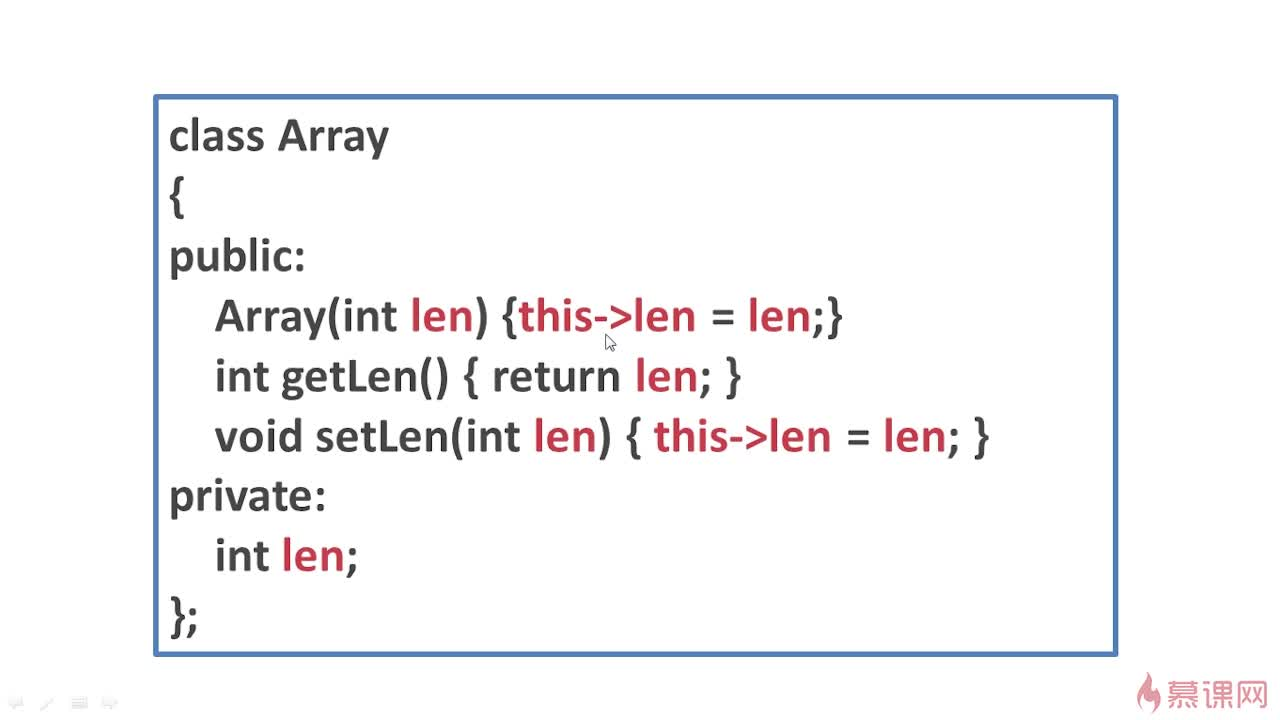 class Array
{
public:
Array(int len) {this->len = len;}
int getLen() { return len; }
void setLen(int len) { this->len = len; }
private:
int len;
};
慕课网